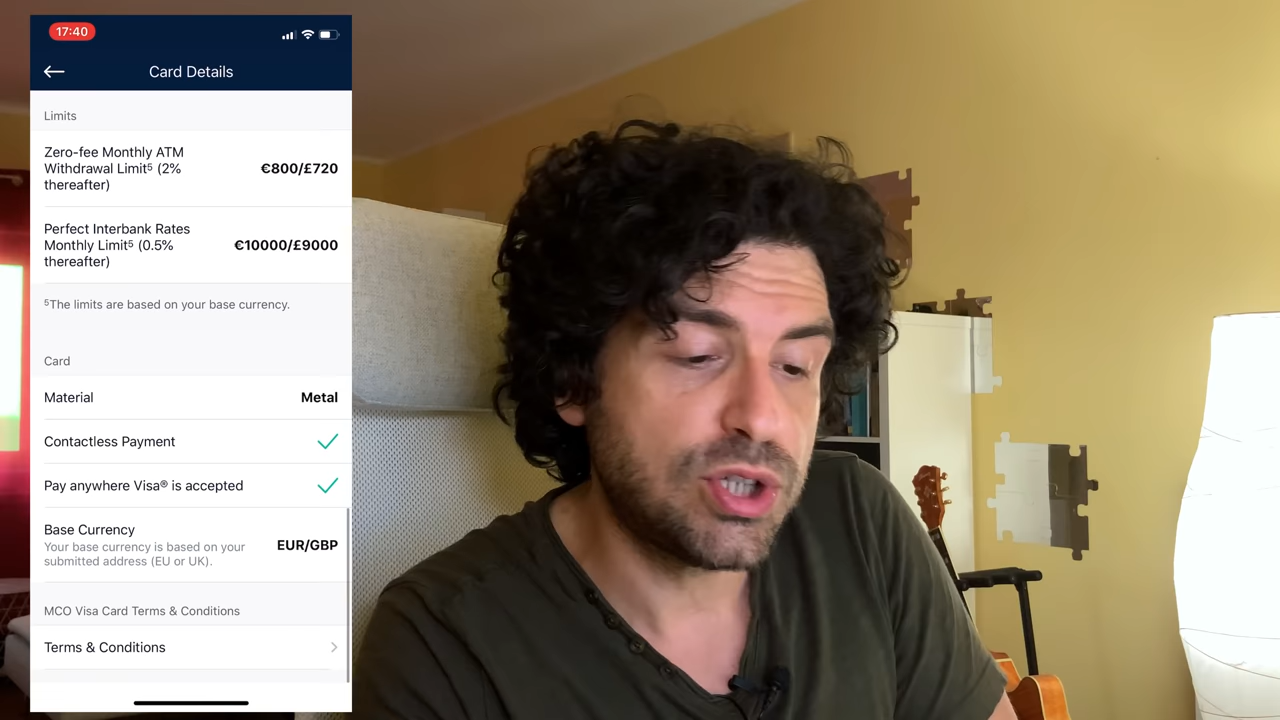 17:40
Card Details
Limits
Zero-fee Monthly ATM
Withdrawal Limit⁵ (2%
thereafter)
€800/£720
Perfect Interbank Rates
Monthly Limit⁵ (0.5%
thereafter)
€10000/£9000
⁵The limits are based on your base currency.
Card
Material
Metal
Contactless Payment
Pay anywhere Visa® is accepted
Base Currency
Your base currency is based on your
submitted address (EU or UK).
EUR/GBP
MCO Visa Card Terms & Conditions
Terms & Conditions